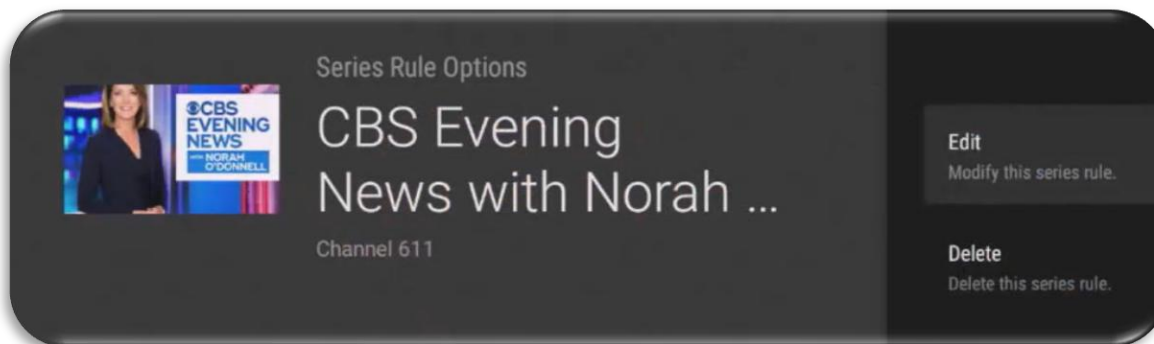 Series Rule Options
CBS Evening
News with Norah ...
Channel 611
CBS
EVENING
NEWS
WITH NORAH
O'DONNELL
Edit
Modify this series rule.
Delete
Delete this series rule.